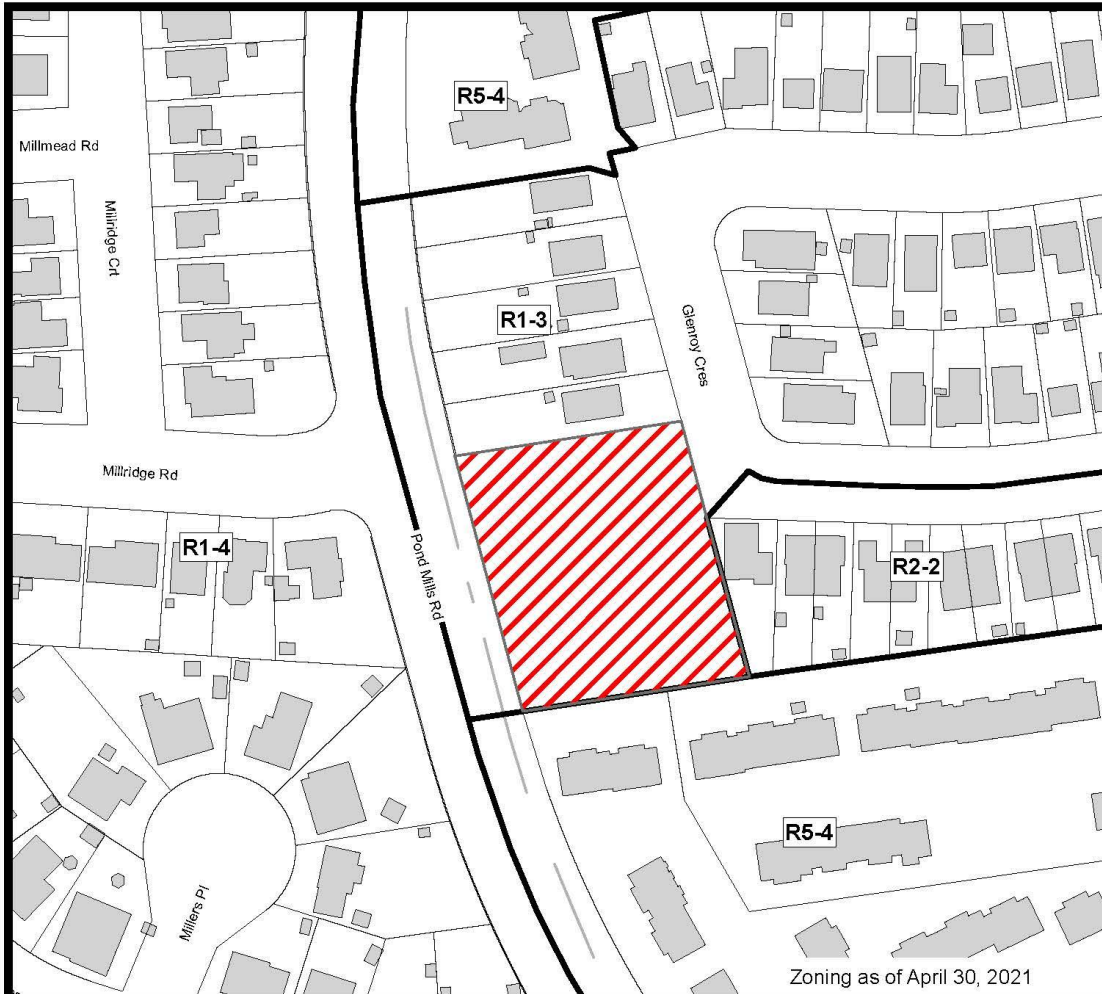 R5-4
Millmead Rd
Millridge Crt
R1-3
Glenroy Cres
Millridge Rd
R1-4
Pond Mills Rd
R2-2
R5-4
Millers Pl
Zoning as of April 30, 2021